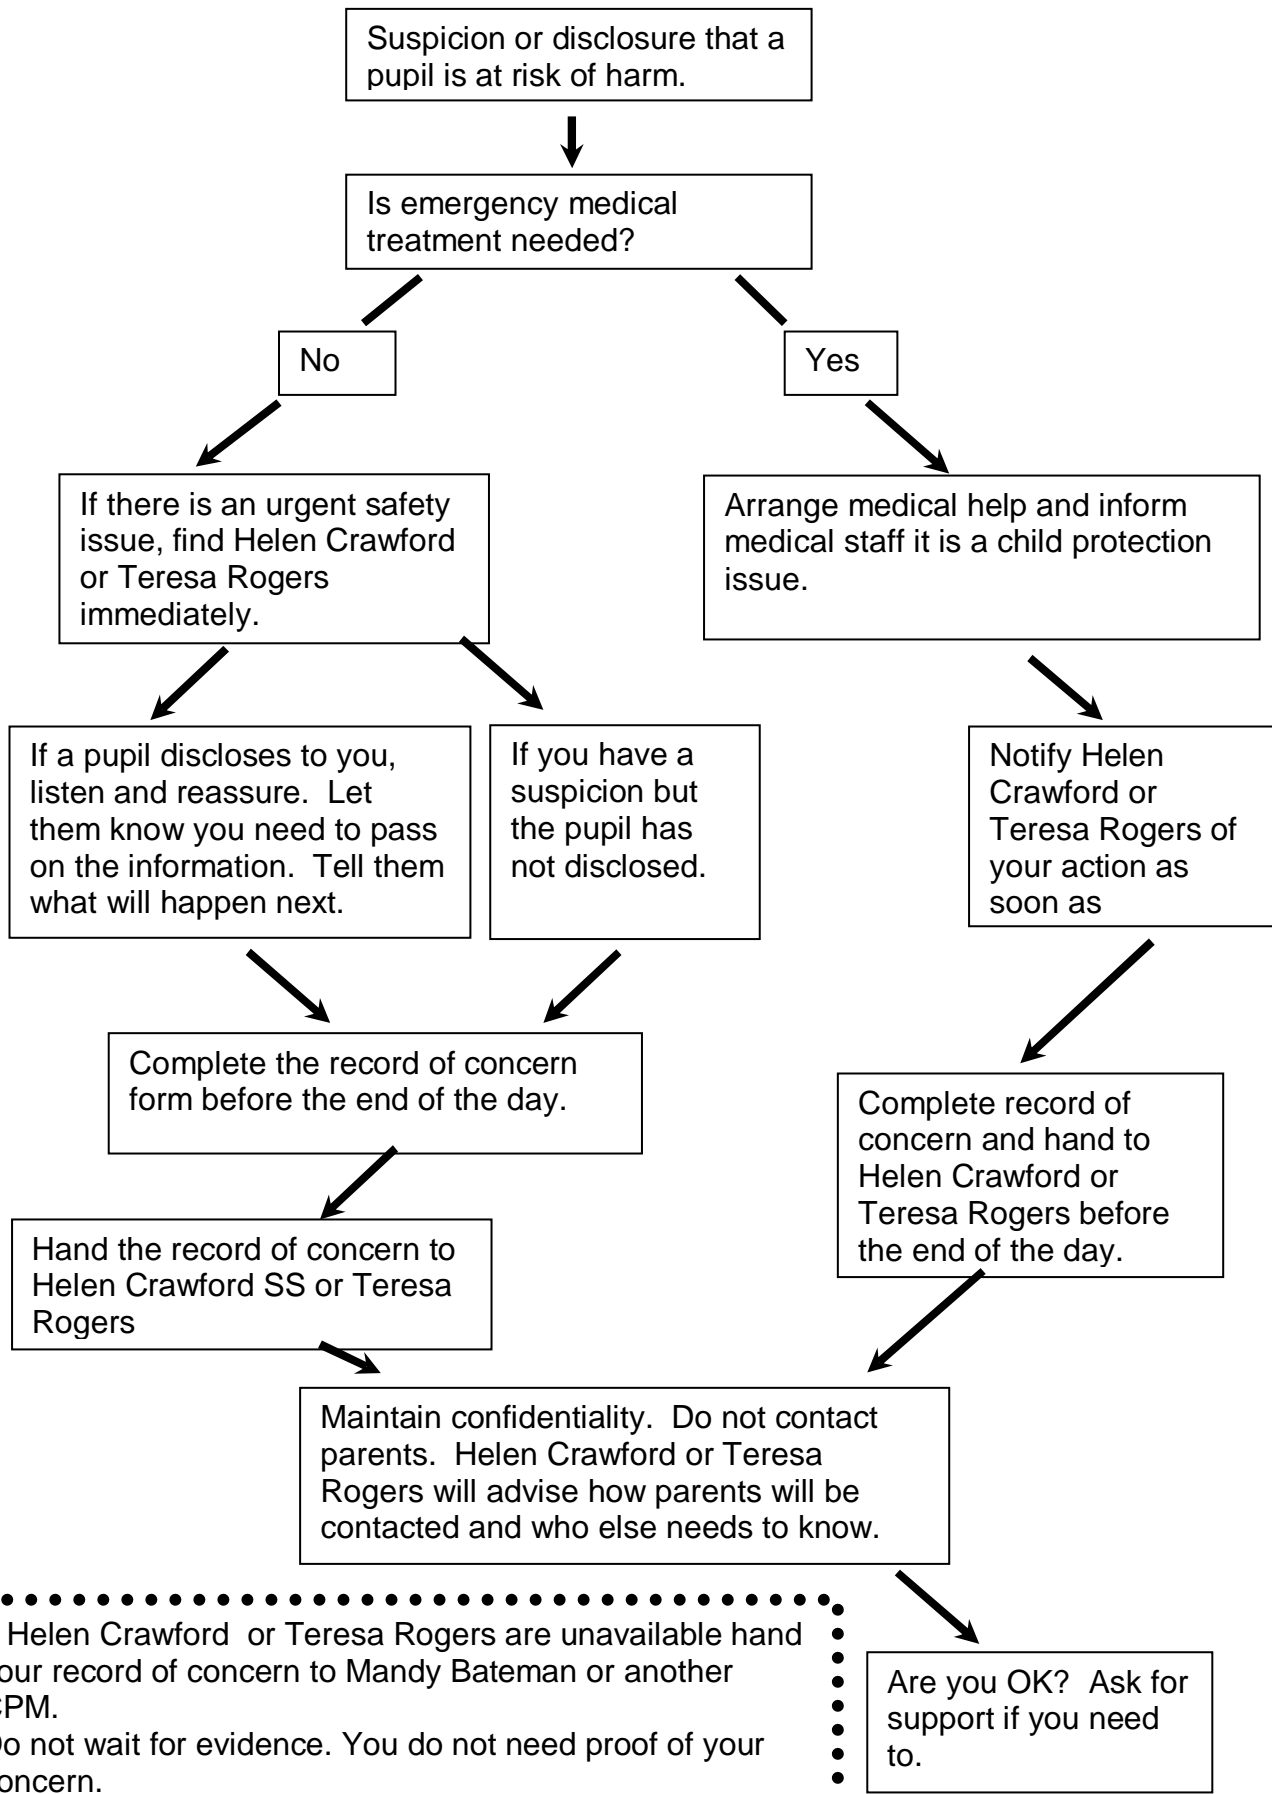 Suspicion or disclosure that a
pupil is at risk of harm.
Is emergency medical
treatment needed?
No
Yes
If there is an urgent safety
issue, find Helen Crawford
or Teresa Rogers
immediately.
Arrange medical help and inform
medical staff it is a child protection
issue.
If a pupil discloses to you,
listen and reassure. Let
them know you need to pass
on the information. Tell them
what will happen next.
If you have a
suspicion but
the pupil has
not disclosed.
Notify Helen
Crawford or
Teresa Rogers of
your action as
soon as
Complete the record of concern
form before the end of the day.
Complete record of
concern and hand to
Helen Crawford or
Teresa Rogers before
the end of the day.
Hand the record of concern to
Helen Crawford SS or Teresa
Rogers
Maintain confidentiality. Do not contact
parents. Helen Crawford or Teresa
Rogers will advise how parents will be
contacted and who else needs to know.
Helen Crawford or Teresa Rogers are unavailable hand
our record of concern to Mandy Bateman or another
CPM.
Do not wait for evidence. You do not need proof of your
oncern.
Are you OK? Ask for
support if you need
to.